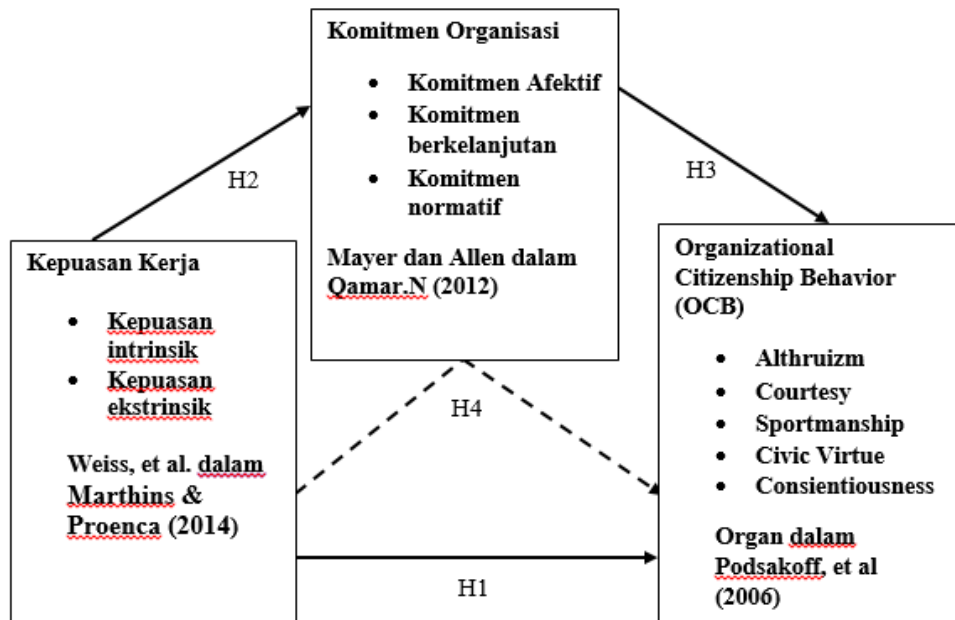 Komitmen Organisasi
• Komitmen Afektif
• Komitmen
berkelanjutan
• Komitmen
normatif
Mayer dan Allen dalam
Qamar.N (2012)
H2
H3
Kepuasan Kerja
• Kepuasan
intrinsik
• Kepuasan
ekstrinsik
Weiss, et al. dalam
Marthins &
Proenca (2014)
H4
H1
Organizational
Citizenship Behavior
(OCB)
• Althruizm
• Courtesy
• Sportmanship
• Civic Virtue
• Consientiousness
Organ dalam
Podsakoff, et al
(2006)